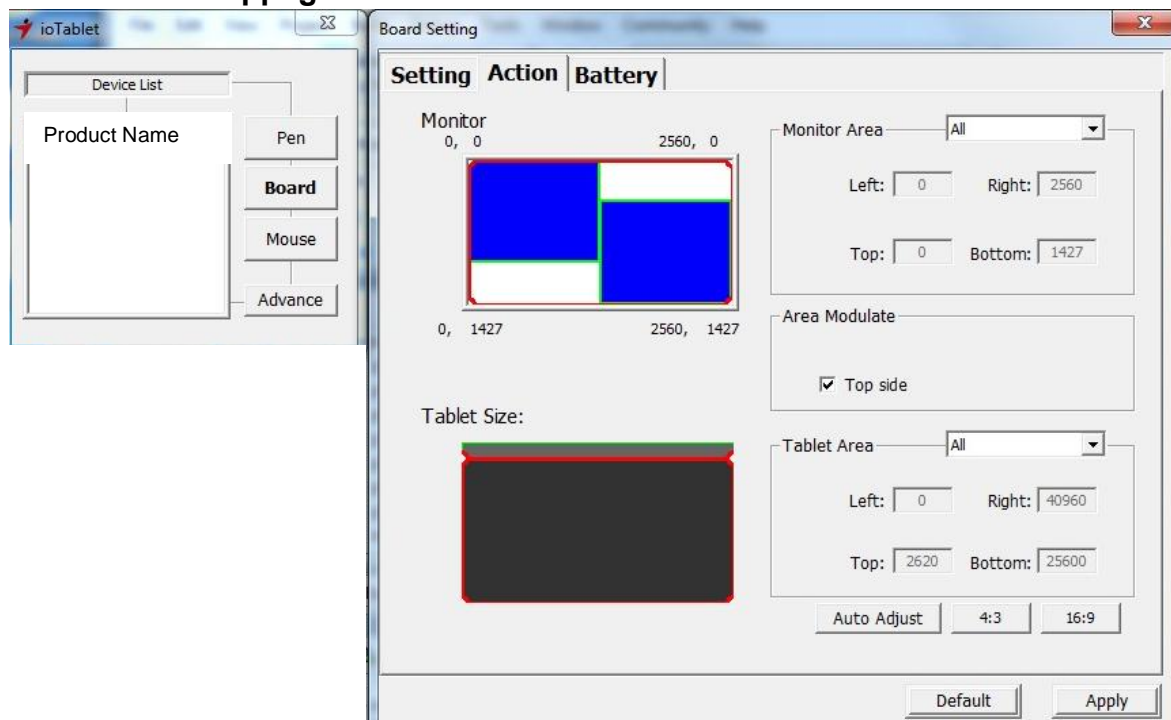 pping
ioTablet
Device List
Product Name
Pen
Board
Mouse
Advance
Board Setting
Setting Action Battery
Monitor
0, 0 2560, 0
0, 1427 2560, 1427
Tablet Size:
Monitor Area All
Left: 0 Right: 2560
Top: 0 Bottom: 1427
Area Modulate
Top side
Tablet Area All
Left: 0 Right: 40960
Top: 2620 Bottom: 25600
Auto Adjust 4:3 16:9
Default Apply